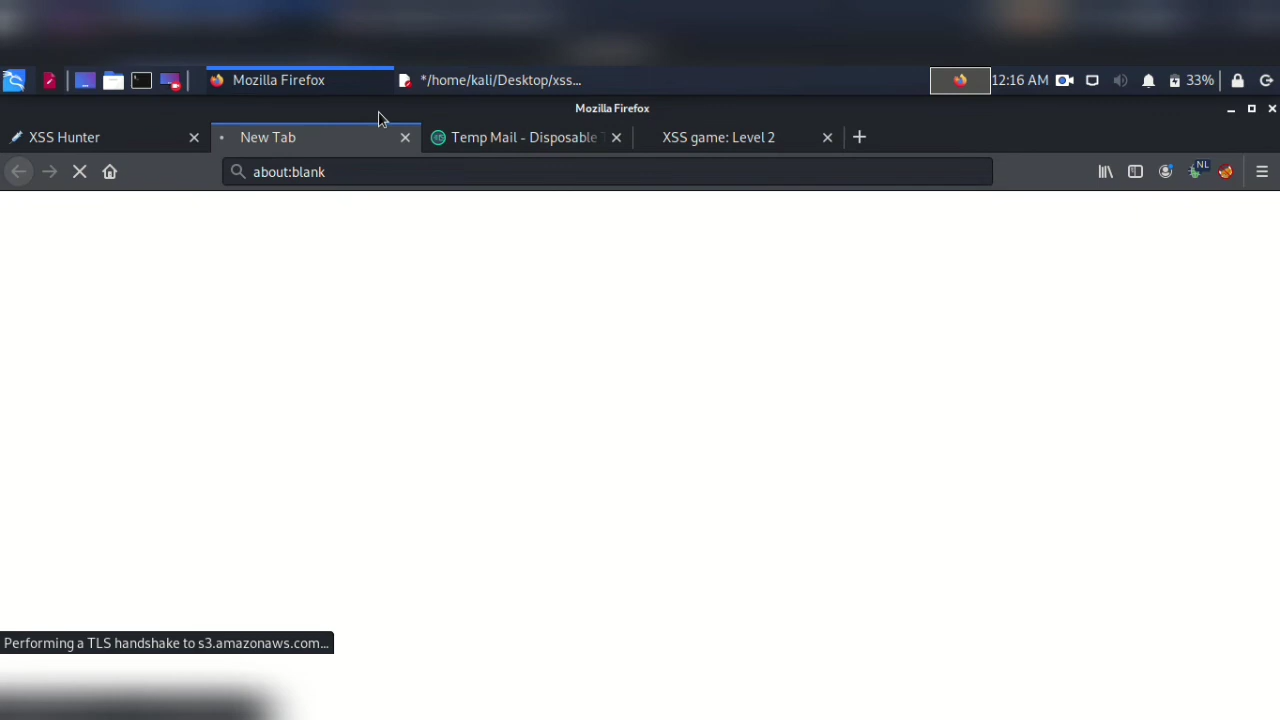 Mozilla Firefox */home/kali/Desktop/xss... 12:16 AM 33%
Mozilla Firefox
XSS Hunter New Tab Temp Mail - Disposable XSS game: Level 2
about:blank NL
Performing a TLS handshake to s3.amazonaws.com...